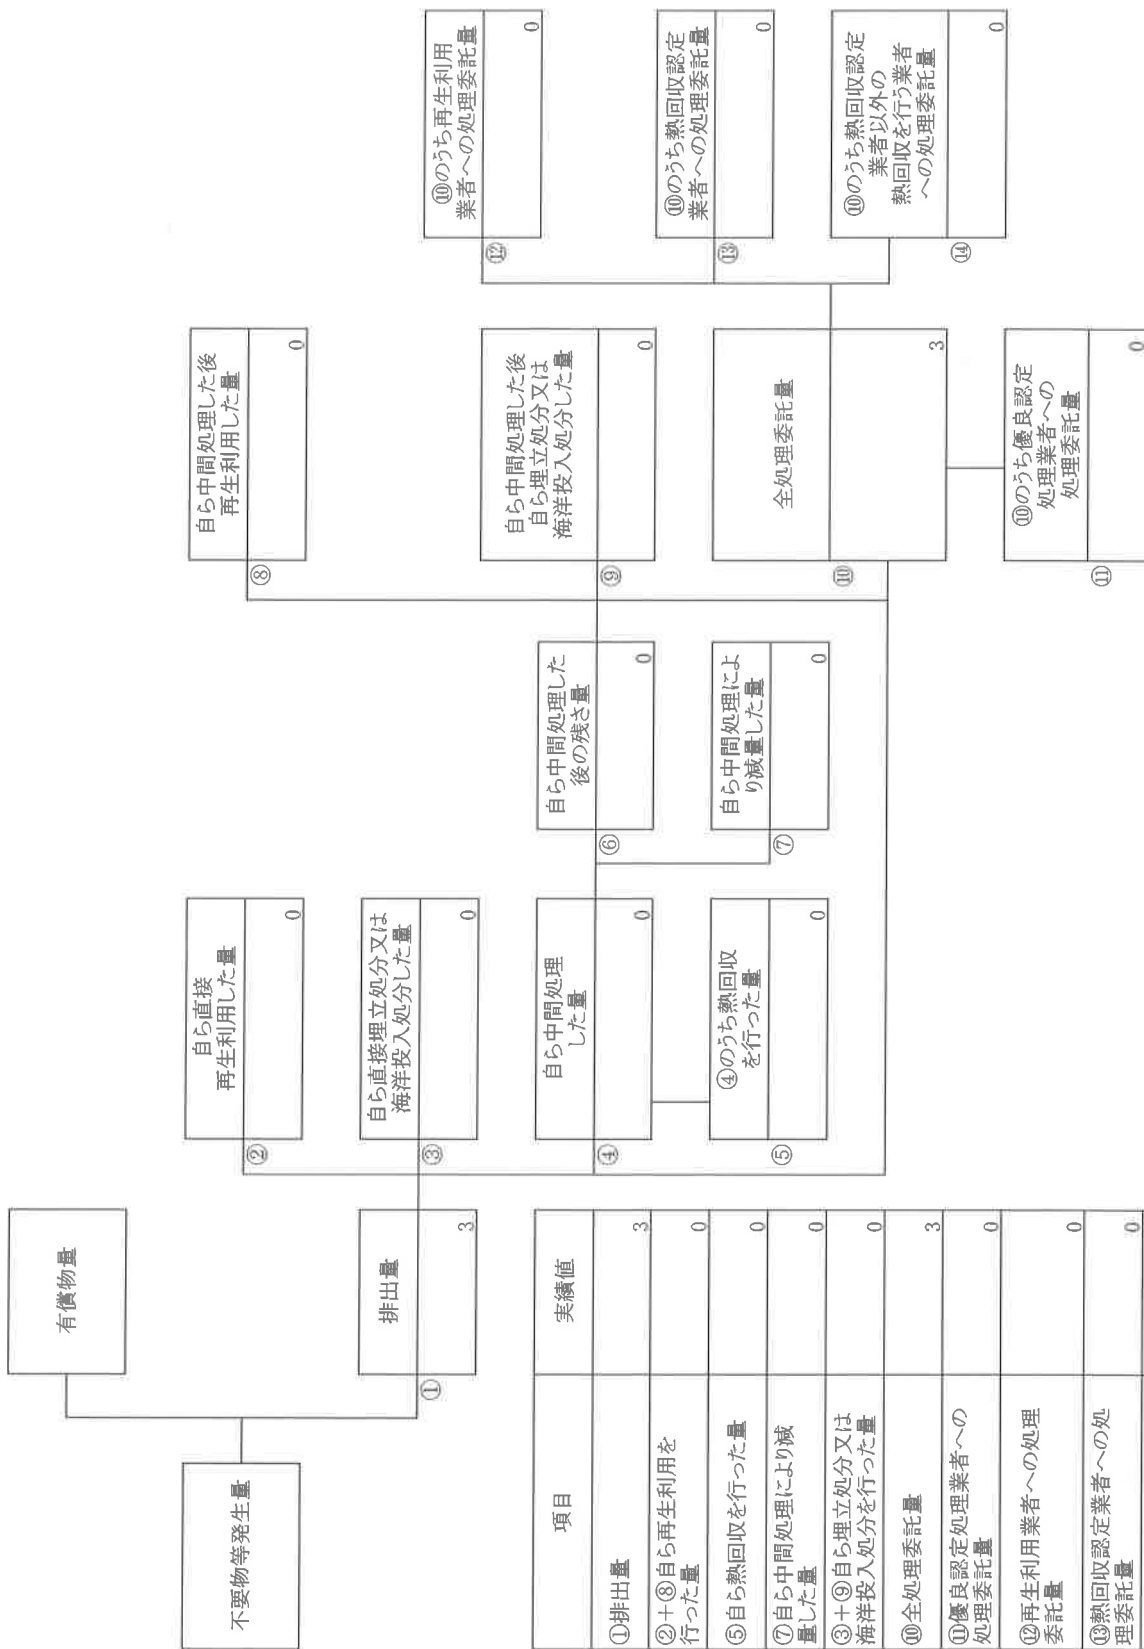 不要物等発生量
有償物量
①
排出量
3
②
自ら直接
再生利用した量
0
③
自ら直接埋立処分又は
海洋投入処分した量
0
④
自ら中間処理
した量
0
⑤
④のうち熱回収
を行った量
0
⑥
自ら中間処理した
後の残さ量
0
⑦
自ら中間処理によ
り減量した量
0
⑧
自ら中間処理した後
再生利用した量
0
⑨
自ら中間処理した後
自ら埋立処分又は
海洋投入処分した量
0
⑩
全処理委託量
3
⑪
⑩のうち優良認定
処理業者への
処理委託量
0
⑫
⑩のうち再生利用
業者への処理委託量
0
⑬
⑩のうち熱回収認定
業者への処理委託量
0
⑭
⑩のうち熱回収認定
業者以外の
熱回収を行う業者
への処理委託量
0
項目 実績値
①排出量 3
②+⑧自ら再生利用を
行った量 0
⑤自ら熱回収を行った量 0
⑦自ら中間処理により減
量した量 0
③+⑨自ら埋立処分又は
海洋投入処分を行った量 0
⑩全処理委託量 3
⑪優良認定処理業者への
処理委託量 0
⑫再生利用業者への処理
委託量 0
⑬熱回収認定業者への処
理委託量 0